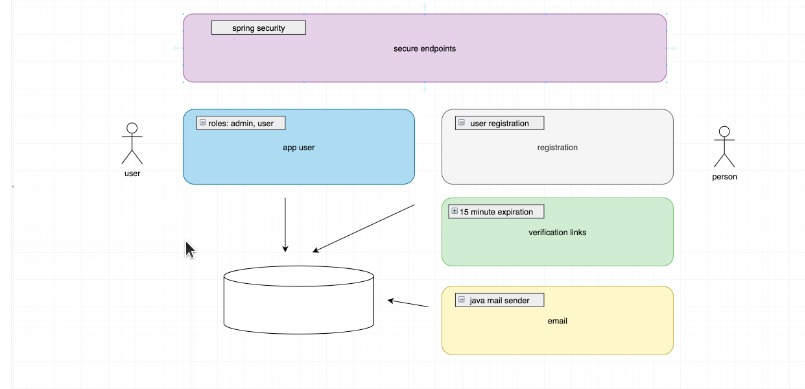 spring security
secure endpoints
roles: admin, user
app user
user registration
registration
user
person
15 minute expiration
verification links
java mail sender
email